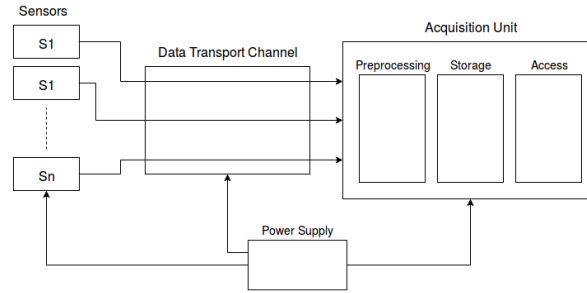 Sensors
S1
S1
Sn
Data Transport Channel
Acquisition Unit
Preprocessing
Storage
Access
Power Supply